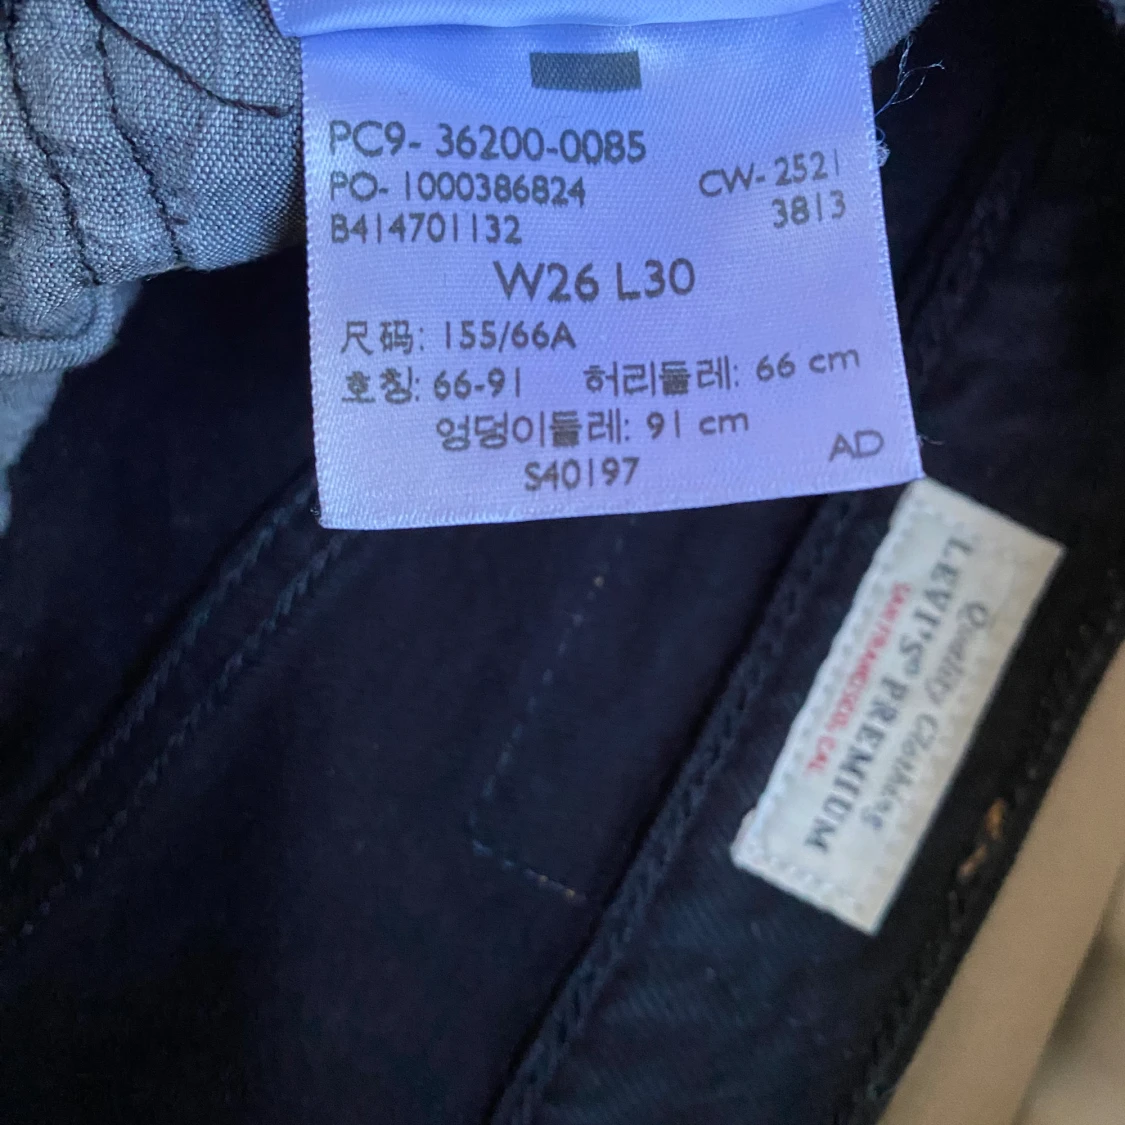 PC9- 36200-0085
PO- 1000386824 CW- 2521
B414701132 3813
W26 L30
尺码: 155/66A
호칭: 66-91 허리둘레: 66 cm
엉덩이둘레: 91 cm
S40197 AD
Quality Clothing
LEVI'S® PREMIUM
SAN FRANCISCO, CAL